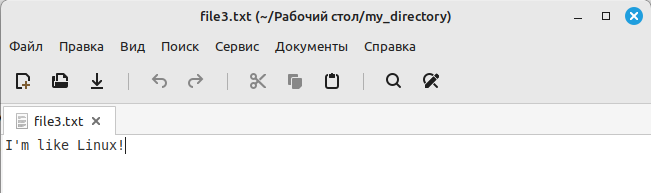 file3.txt (~/Рабочий стол/my_directory)
Файл Правка Вид Поиск Сервис Документы Справка
file3.txt
I'm like Linux!